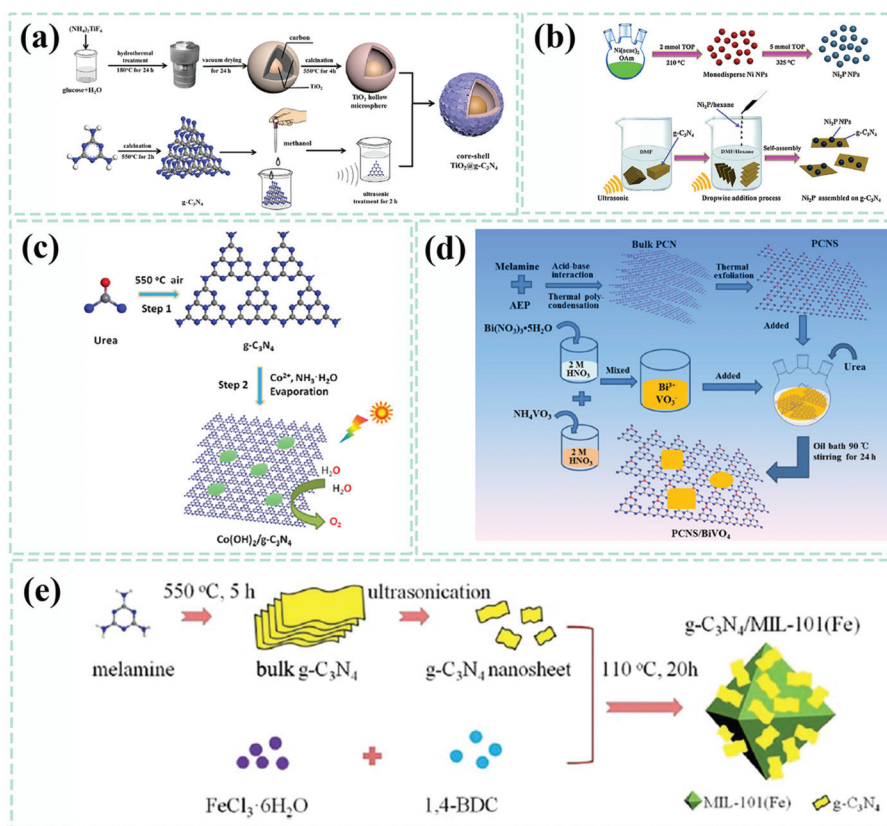 (a)
(NH₄)₂TiF₆
hydrothermal
treatment
180°C for 24 h
glucose+H₂O
vacuum drying
for 24 h
carbon
TiO₂
calcination
550°C for 4h
TiO₂ hollow
microsphere
calcination
550°C for 2h
g-C₃N₄
methanol
ultrasonic
treatment for 2 h
core-shell
TiO₂@g-C₃N₄
(b)
Ni(acac)₂
OAm
2 mmol TOP
210 °C
Monodisperse Ni NPs
5 mmol TOP
325 °C
Ni₂P NPs
g-C₃N₄
DMF
Ultrasonic
Ni₂P/hexane
DMF/Hexane
Dropwise addition process
Self-assembly
Ni₂P NPs
g-C₃N₄
Ni₂P assembled on g-C₃N₄
(c)
Urea
550 °C air
Step 1
g-C₃N₄
Step 2
Co²⁺, NH₃·H₂O
Evaporation
H₂O
H₂O
O₂
Co(OH)₂/g-C₃N₄
(d)
Melamine
AEP
Acid-base
interaction
Thermal poly-
condensation
Bulk PCN
Thermal
exfoliation
PCNS
Added
Bi(NO₃)₃•5H₂O
2 M
HNO₃
NH₄VO₃
2 M
HNO₃
Mixed
Bi³⁺
VO₃⁻
Added
Urea
Oil bath 90 ℃
stirring for 24 h
PCNS/BiVO₄
(e)
melamine
550 °C, 5 h
bulk g-C₃N₄
ultrasonication
g-C₃N₄ nanosheet
FeCl₃·6H₂O
1,4-BDC
110 °C, 20h
g-C₃N₄/MIL-101(Fe)
MIL-101(Fe)
g-C₃N₄